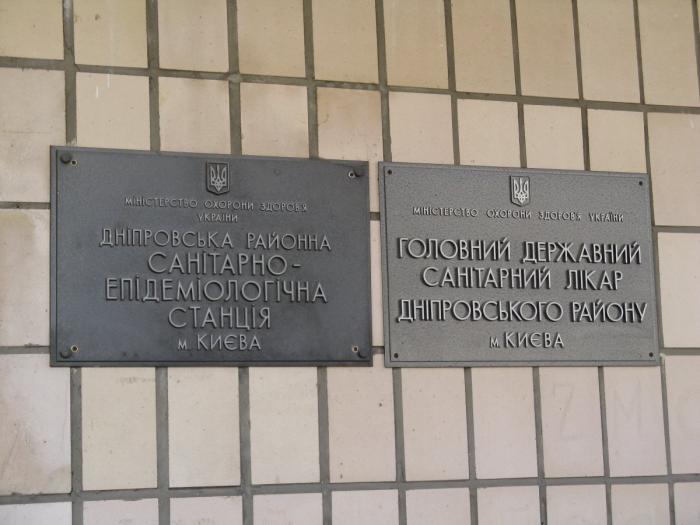 МІНІСТЕРСТВО ОХОРОНИ ЗДОРОВ'Я
УКРАЇНИ
ДНІПРОВСЬКА РАЙОННА
САНІТАРНО-
ЕПІДЕМІОЛОГІЧНА
СТАНЦІЯ
м. КИЄВА
МІНІСТЕРСТВО ОХОРОНИ ЗДОРОВ'Я УКРАЇНИ
ГОЛОВНИЙ ДЕРЖАВНИЙ
САНІТАРНИЙ ЛІКАР
ДНІПРОВСЬКОГО РАЙОНУ
м. КИЄВА